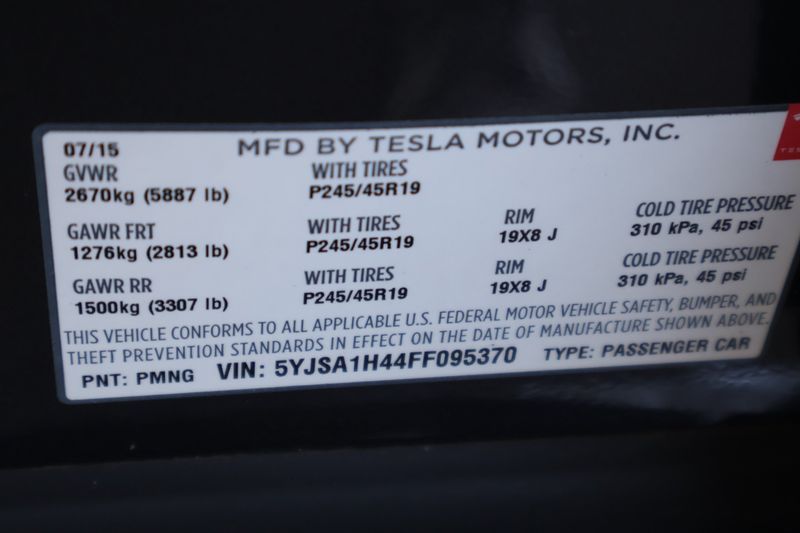 07/15 MFD BY TESLA MOTORS, INC.
GVWR WITH TIRES
2670kg (5887 lb) P245/45R19
GAWR FRT WITH TIRES RIM COLD TIRE PRESSURE
1276kg (2813 lb) P245/45R19 19X8 J 310 kPa, 45 psi
GAWR RR WITH TIRES RIM COLD TIRE PRESSURE
1500kg (3307 lb) P245/45R19 19X8 J 310 kPa, 45 psi
THIS VEHICLE CONFORMS TO ALL APPLICABLE U.S. FEDERAL MOTOR VEHICLE SAFETY, BUMPER, AND
THEFT PREVENTION STANDARDS IN EFFECT ON THE DATE OF MANUFACTURE SHOWN ABOVE.
PNT: PMNG VIN: 5YJSA1H44FF095370 TYPE: PASSENGER CAR